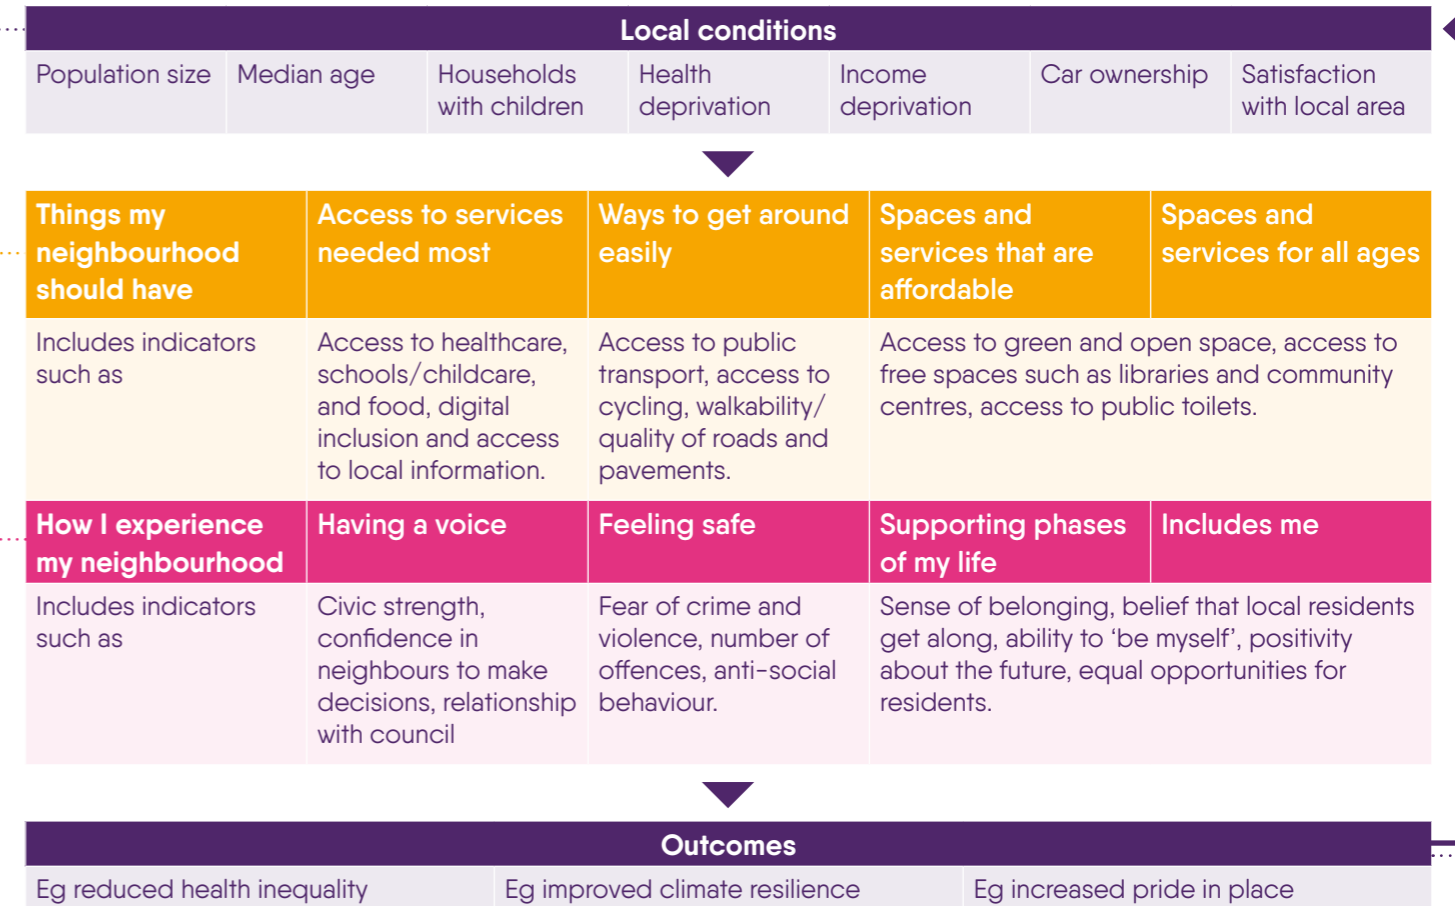 Local conditions
Population size
Median age
Households
with children
Health
deprivation
Income
deprivation
Car ownership
Satisfaction
with local area
Things my
neighbourhood
should have
Access to services
needed most
Ways to get around
easily
Spaces and
services that are
affordable
Spaces and
services for all ages
Includes indicators
such as
Access to healthcare,
schools/childcare,
and food, digital
inclusion and access
to local information.
Access to public
transport, access to
cycling, walkability/
quality of roads and
pavements.
Access to green and open space, access to
free spaces such as libraries and community
centres, access to public toilets.
How I experience
my neighbourhood
Having a voice
Feeling safe
Supporting phases
of my life
Includes me
Includes indicators
such as
Civic strength,
confidence in
neighbours to make
decisions, relationship
with council
Fear of crime and
violence, number of
offences, anti-social
behaviour.
Sense of belonging, belief that local residents
get along, ability to ‘be myself’, positivity
about the future, equal opportunities for
residents.
Outcomes
Eg reduced health inequality
Eg improved climate resilience
Eg increased pride in place